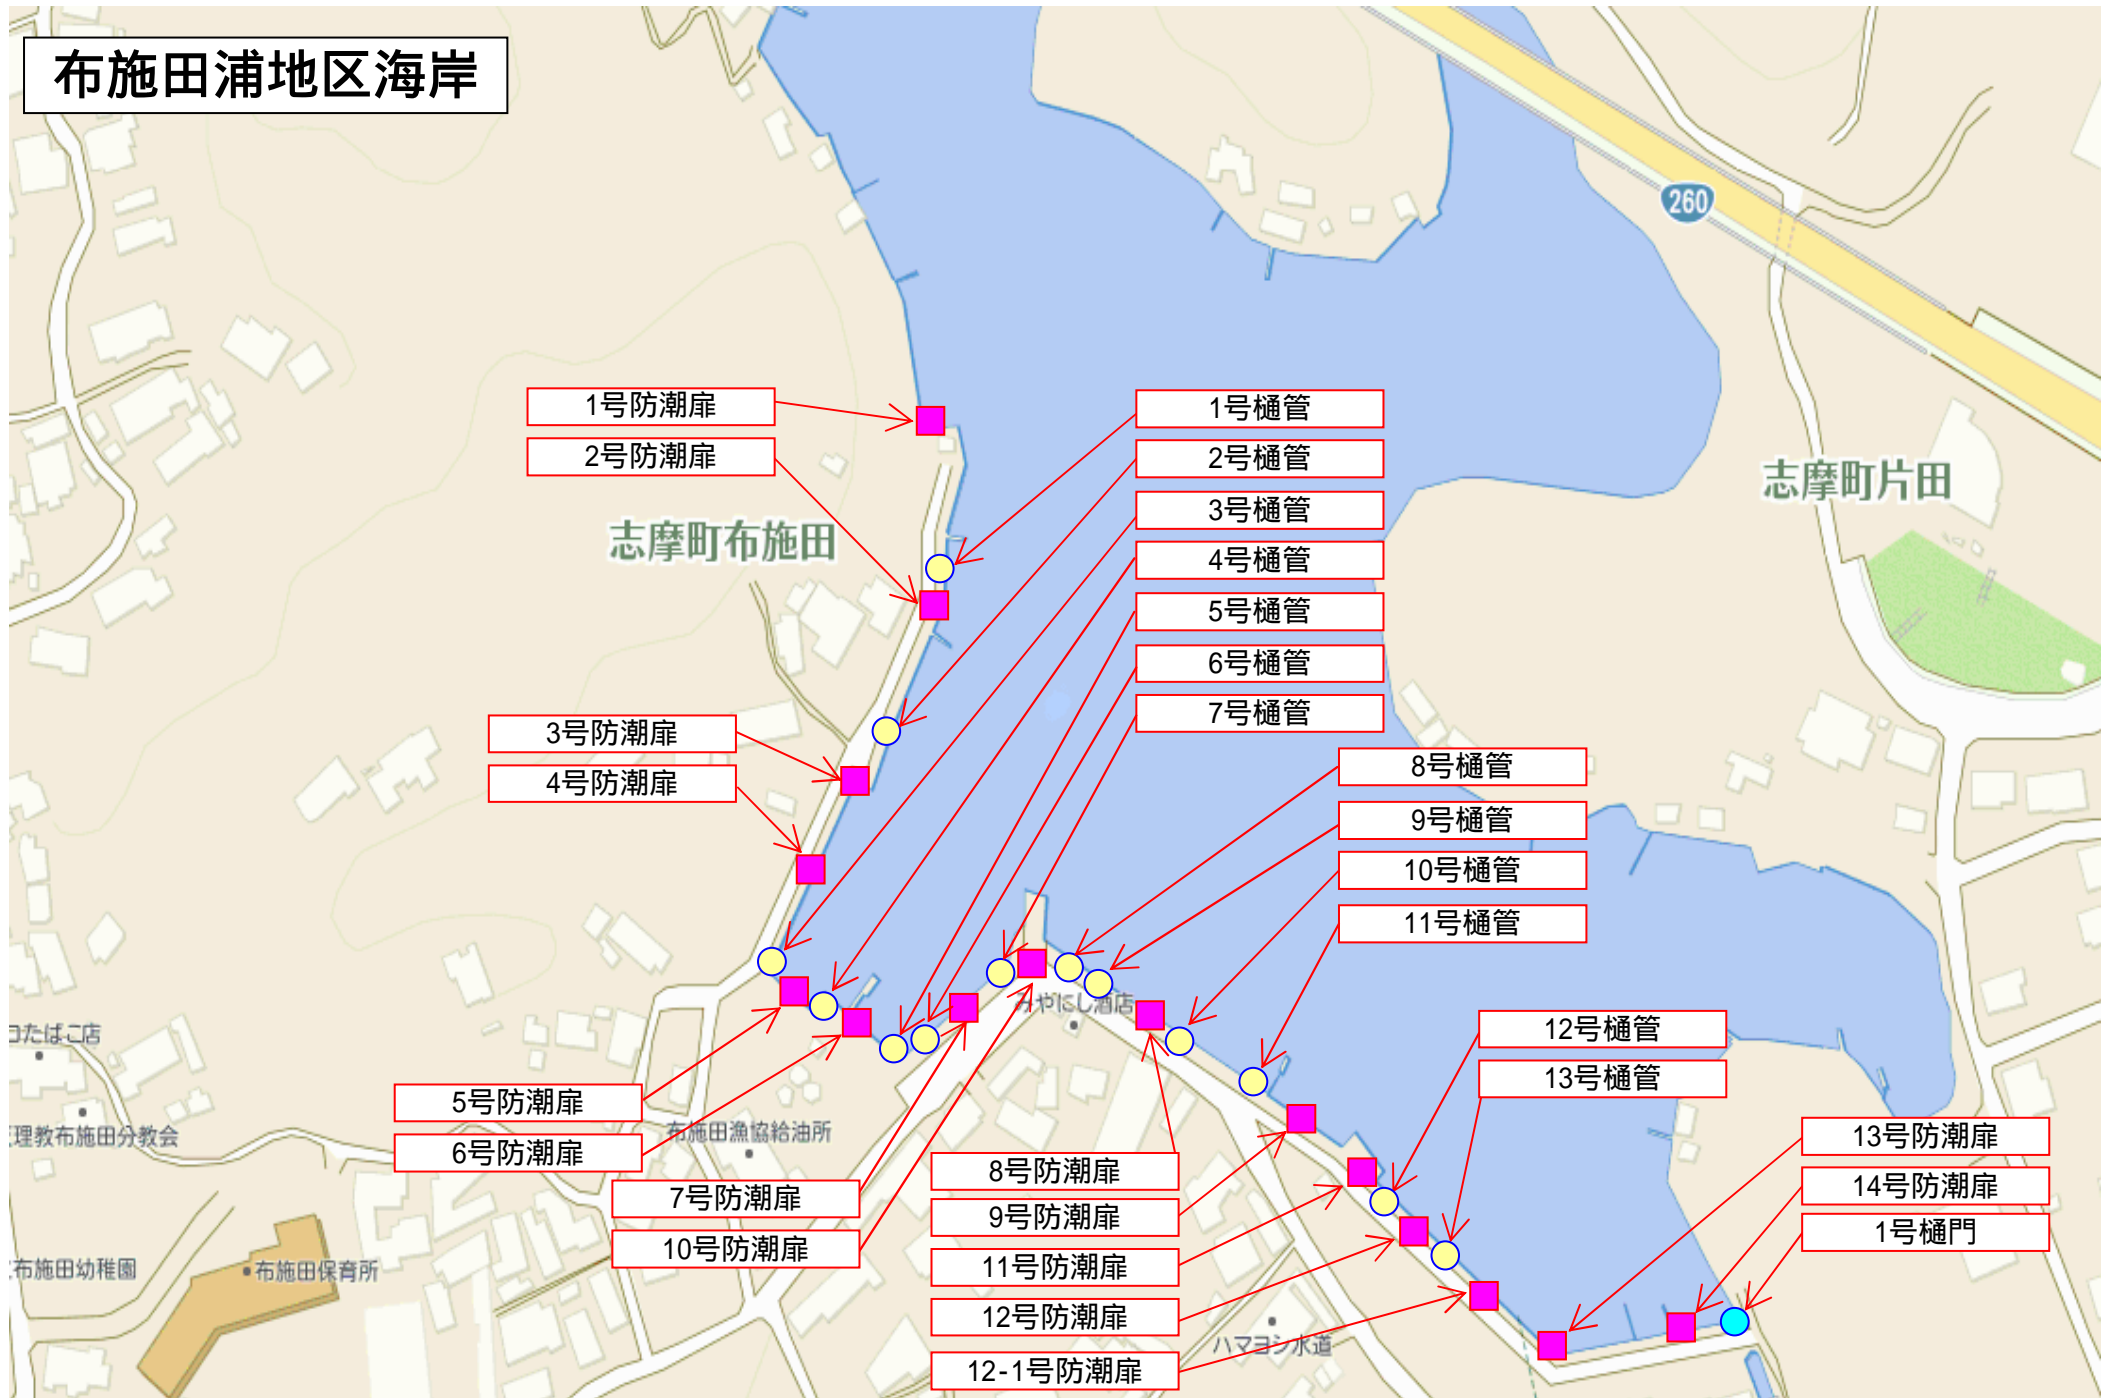 布施田浦地区海岸
260
1号防潮扉
2号防潮扉
1号樋管
2号樋管
3号樋管
4号樋管
5号樋管
6号樋管
7号樋管
志摩町片田
志摩町布施田
3号防潮扉
4号防潮扉
8号樋管
9号樋管
10号樋管
11号樋管
みやにし酒店
12号樋管
13号樋管
たばこ店
5号防潮扉
6号防潮扉
理教布施田分教会
布施田漁協給油所
7号防潮扉
10号防潮扉
8号防潮扉
9号防潮扉
11号防潮扉
12号防潮扉
12-1号防潮扉
13号防潮扉
14号防潮扉
1号樋門
布施田幼稚園
布施田保育所
ハマヨシ水道